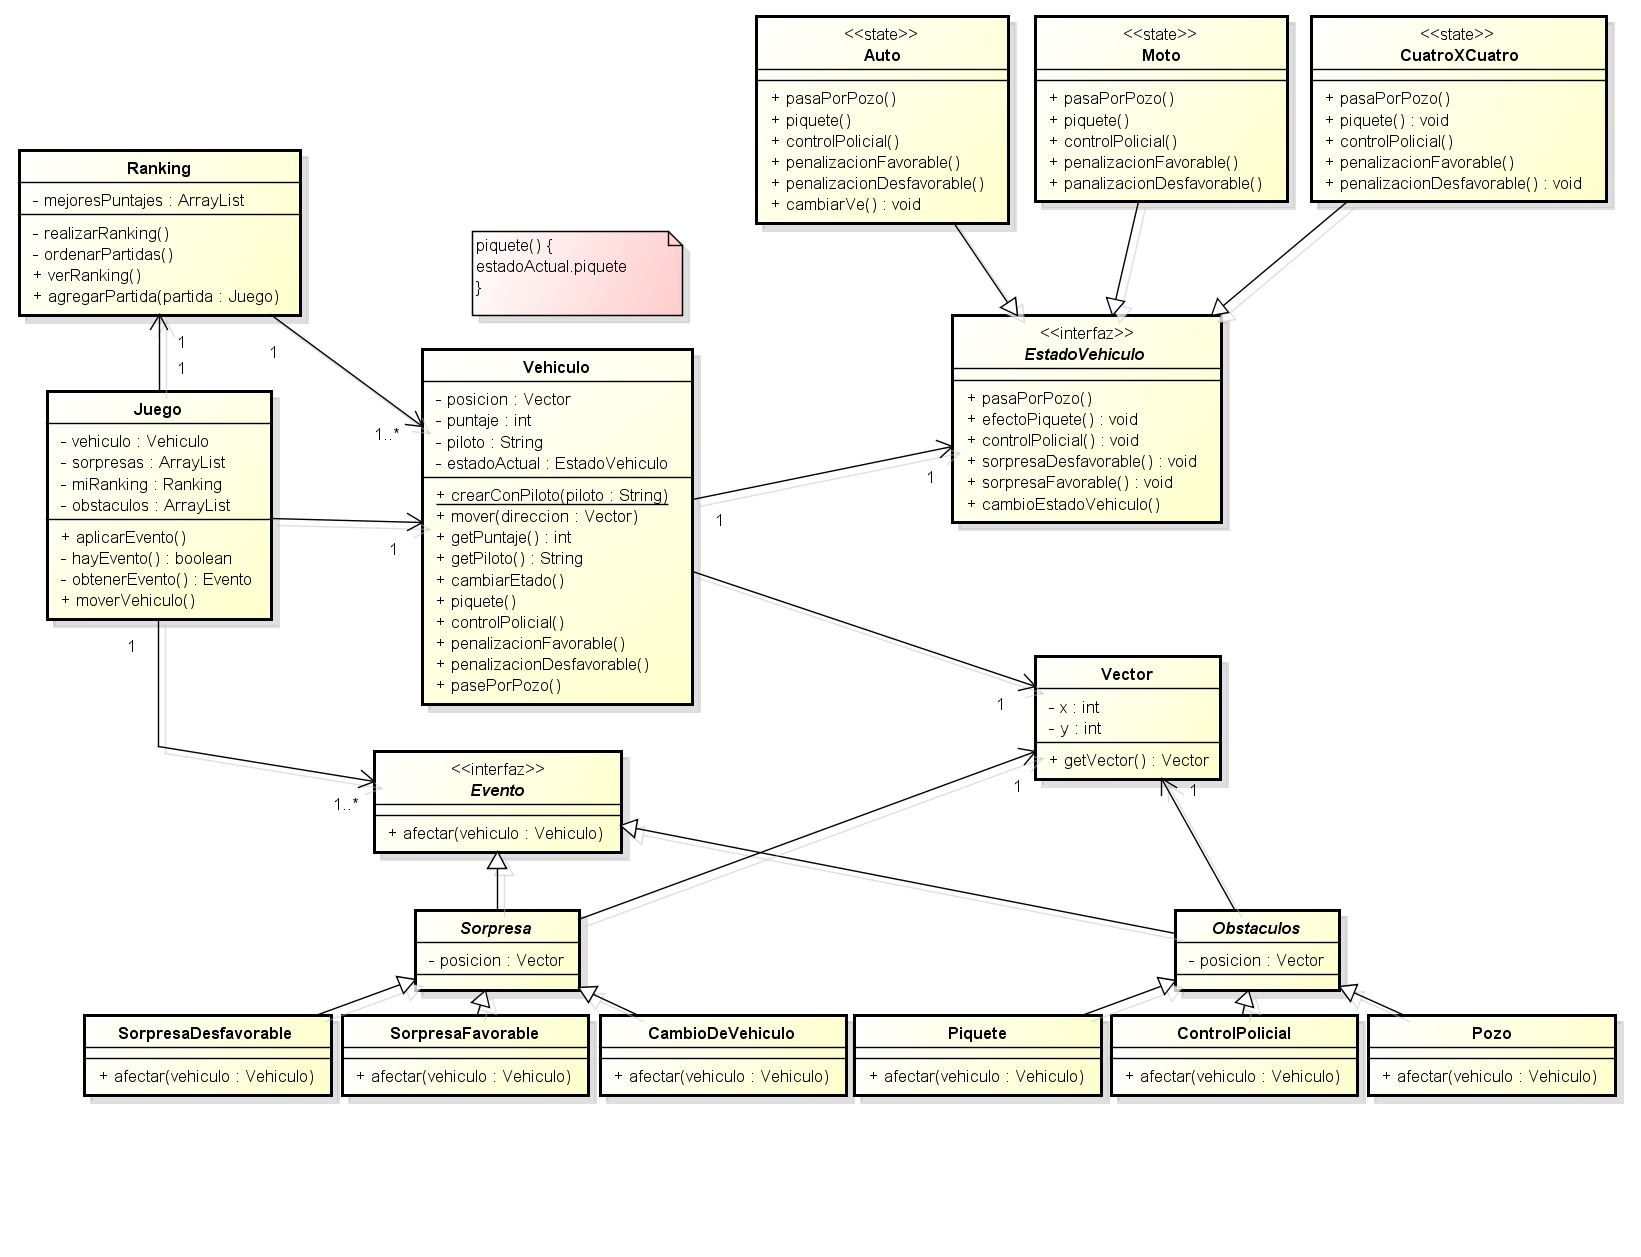 <<state>>
Auto
+ pasaPorPozo()
+ piquete()
+ controlPolicial()
+ penalizacionFavorable()
+ penalizacionDesfavorable()
+ cambiarVe() : void
<<state>>
Moto
+ pasaPorPozo()
+ piquete()
+ controlPolicial()
+ penalizacionFavorable()
+ panalizacionDesfavorable()
<<state>>
CuatroXCuatro
+ pasaPorPozo()
+ piquete() : void
+ controlPolicial()
+ penalizacionFavorable()
+ penalizacionDesfavorable() : void
Ranking
- mejoresPuntajes : ArrayList
- realizarRanking()
- ordenarPartidas()
+ verRanking()
+ agregarPartida(partida : Juego)
piquete() {
estadoActual.piquete
}
1
1
1
1..*
Juego
- vehiculo : Vehiculo
- sorpresas : ArrayList
- miRanking : Ranking
- obstaculos : ArrayList
+ aplicarEvento()
- hayEvento() : boolean
- obtenerEvento() : Evento
+ moverVehiculo()
1
1
1..*
Vehiculo
- posicion : Vector
- puntaje : int
- piloto : String
- estadoActual : EstadoVehiculo
+ crearConPiloto(piloto : String)
+ mover(direccion : Vector)
+ getPuntaje() : int
+ getPiloto() : String
+ cambiarEtado()
+ piquete()
+ controlPolicial()
+ penalizacionFavorable()
+ penalizacionDesfavorable()
+ pasePorPozo()
1
1
<<interfaz>>
EstadoVehiculo
+ pasaPorPozo()
+ efectoPiquete() : void
+ controlPolicial() : void
+ sorpresaDesfavorable() : void
+ sorpresaFavorable() : void
+ cambioEstadoVehiculo()
1
1
1
Vector
- x : int
- y : int
+ getVector() : Vector
<<interfaz>>
Evento
+ afectar(vehiculo : Vehiculo)
Sorpresa
- posicion : Vector
Obstaculos
- posicion : Vector
SorpresaDesfavorable
+ afectar(vehiculo : Vehiculo)
SorpresaFavorable
+ afectar(vehiculo : Vehiculo)
CambioDeVehiculo
+ afectar(vehiculo : Vehiculo)
Piquete
+ afectar(vehiculo : Vehiculo)
ControlPolicial
+ afectar(vehiculo : Vehiculo)
Pozo
+ afectar(vehiculo : Vehiculo)